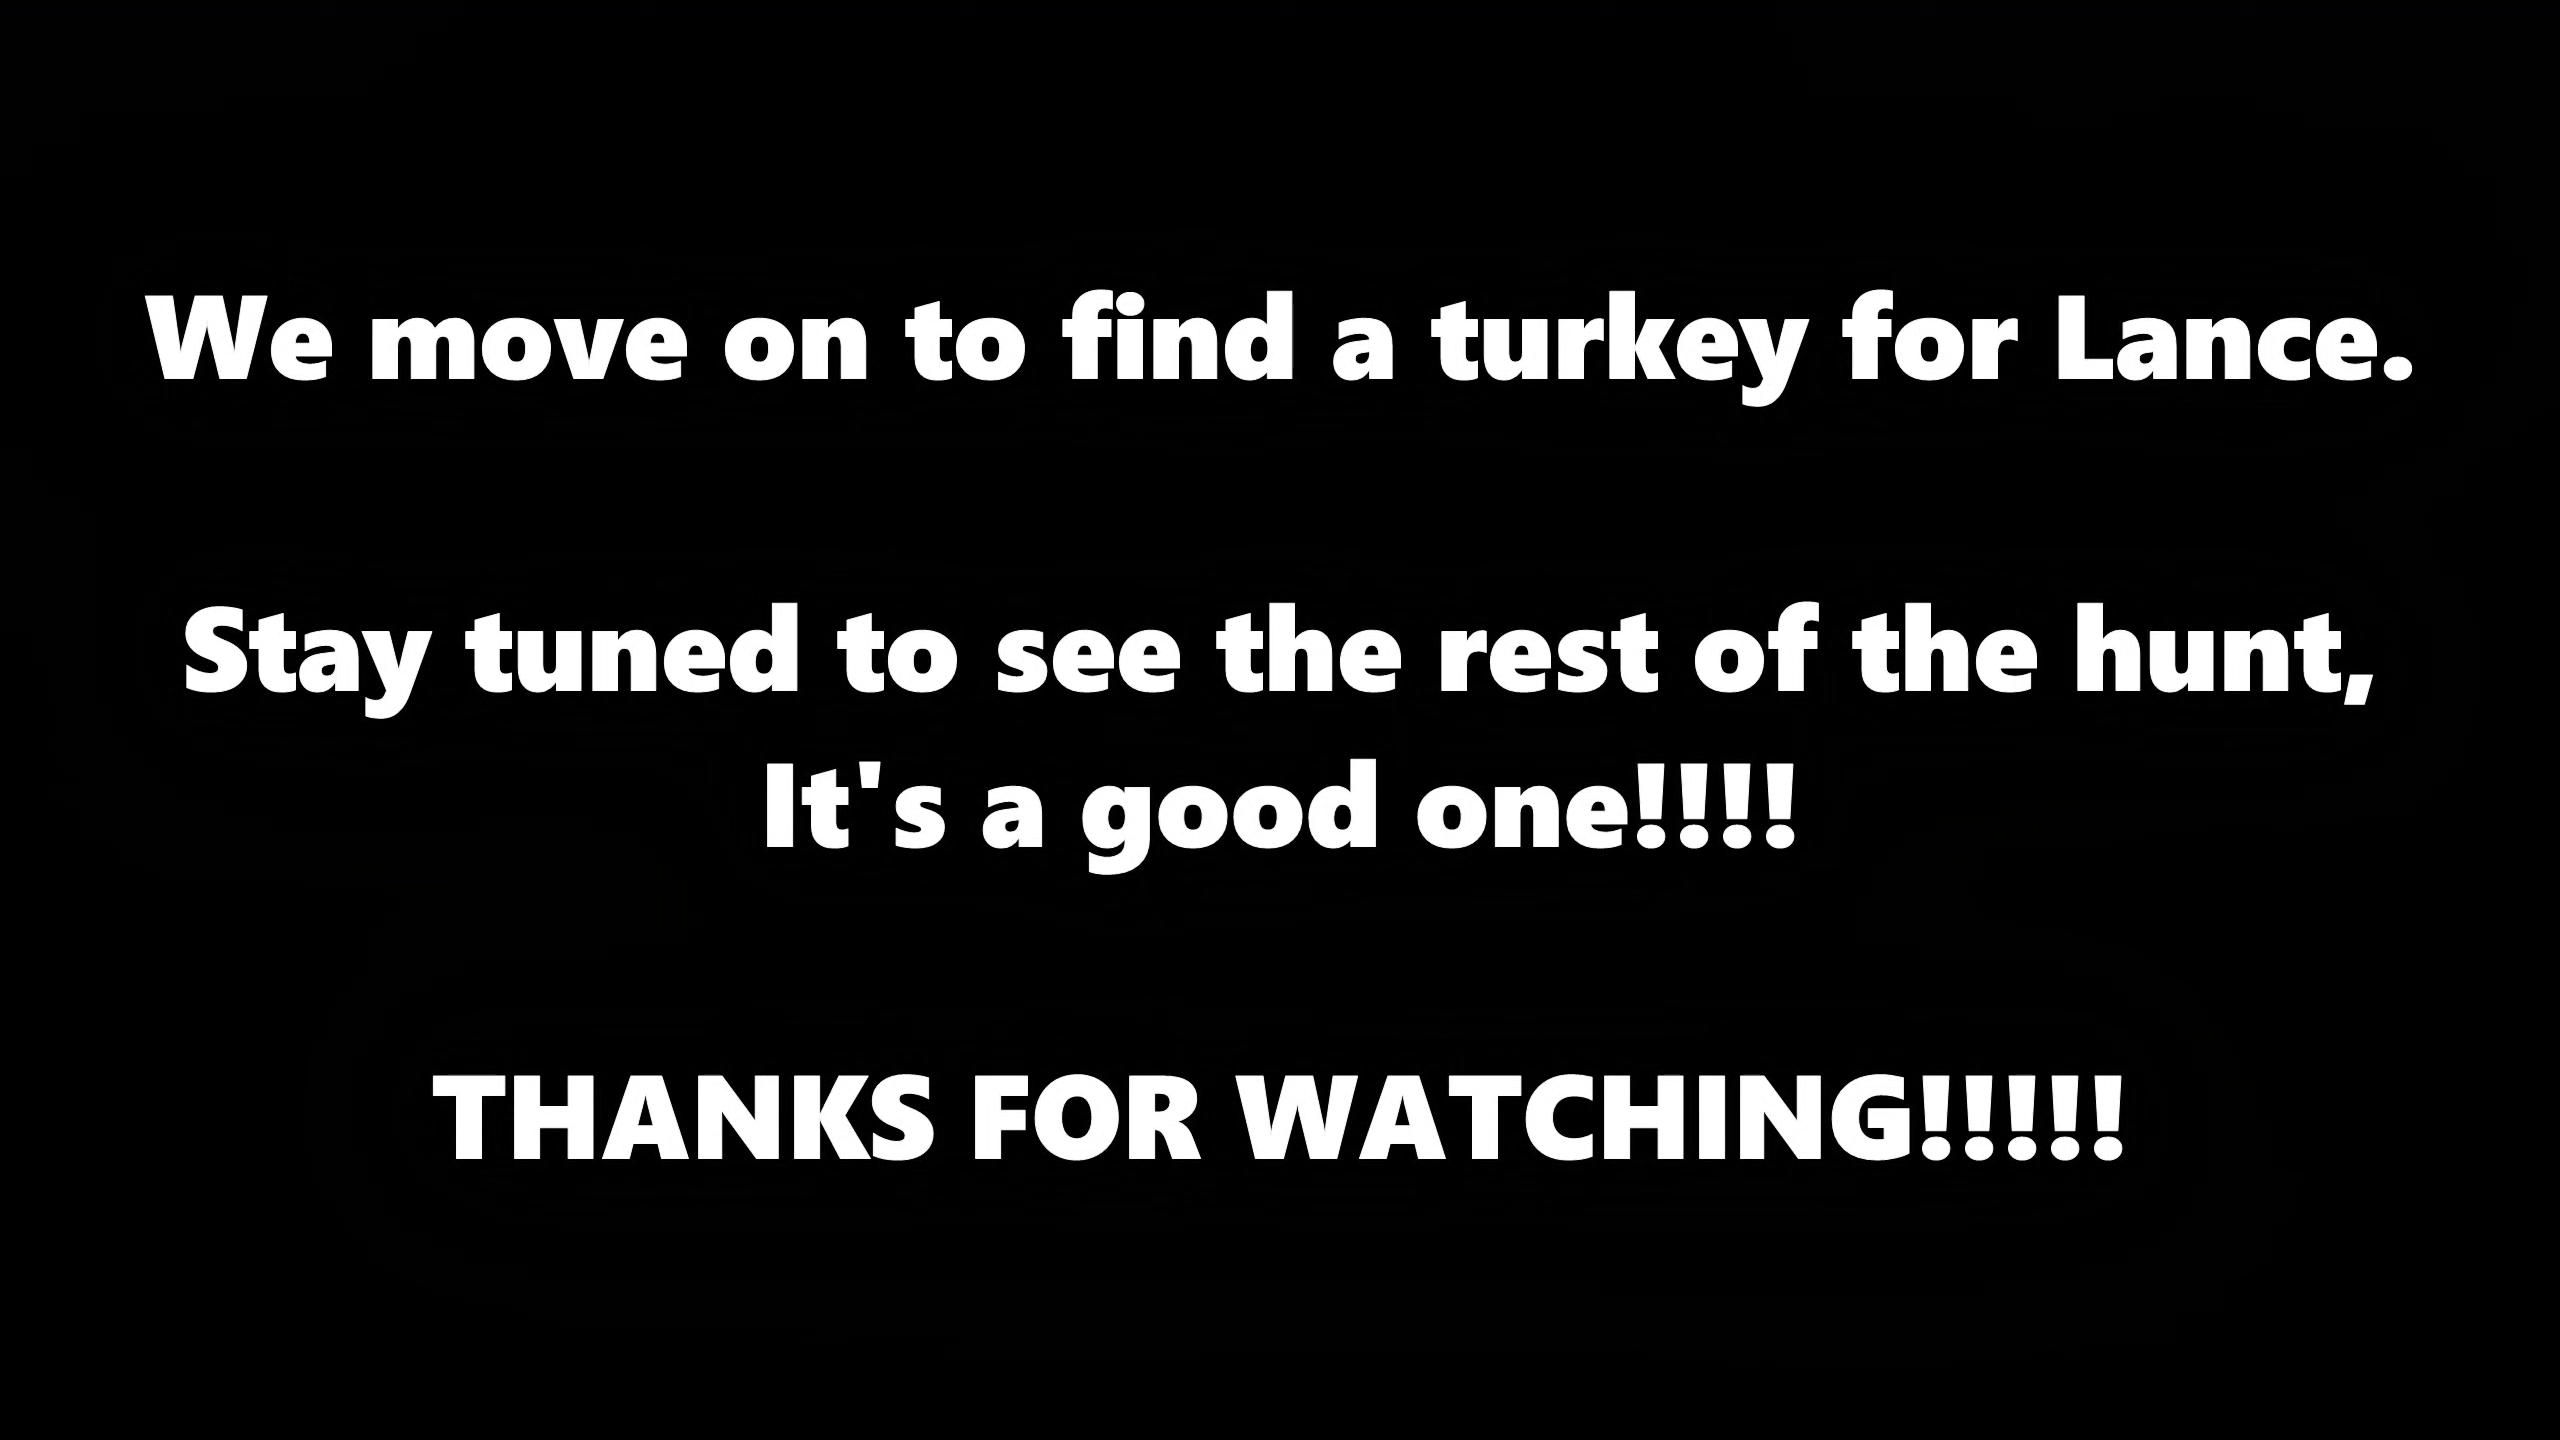 We move on to find a turkey for Lance.
Stay tuned to see the rest of the hunt,
It's a good one!!!!
THANKS FOR WATCHING!!!!!